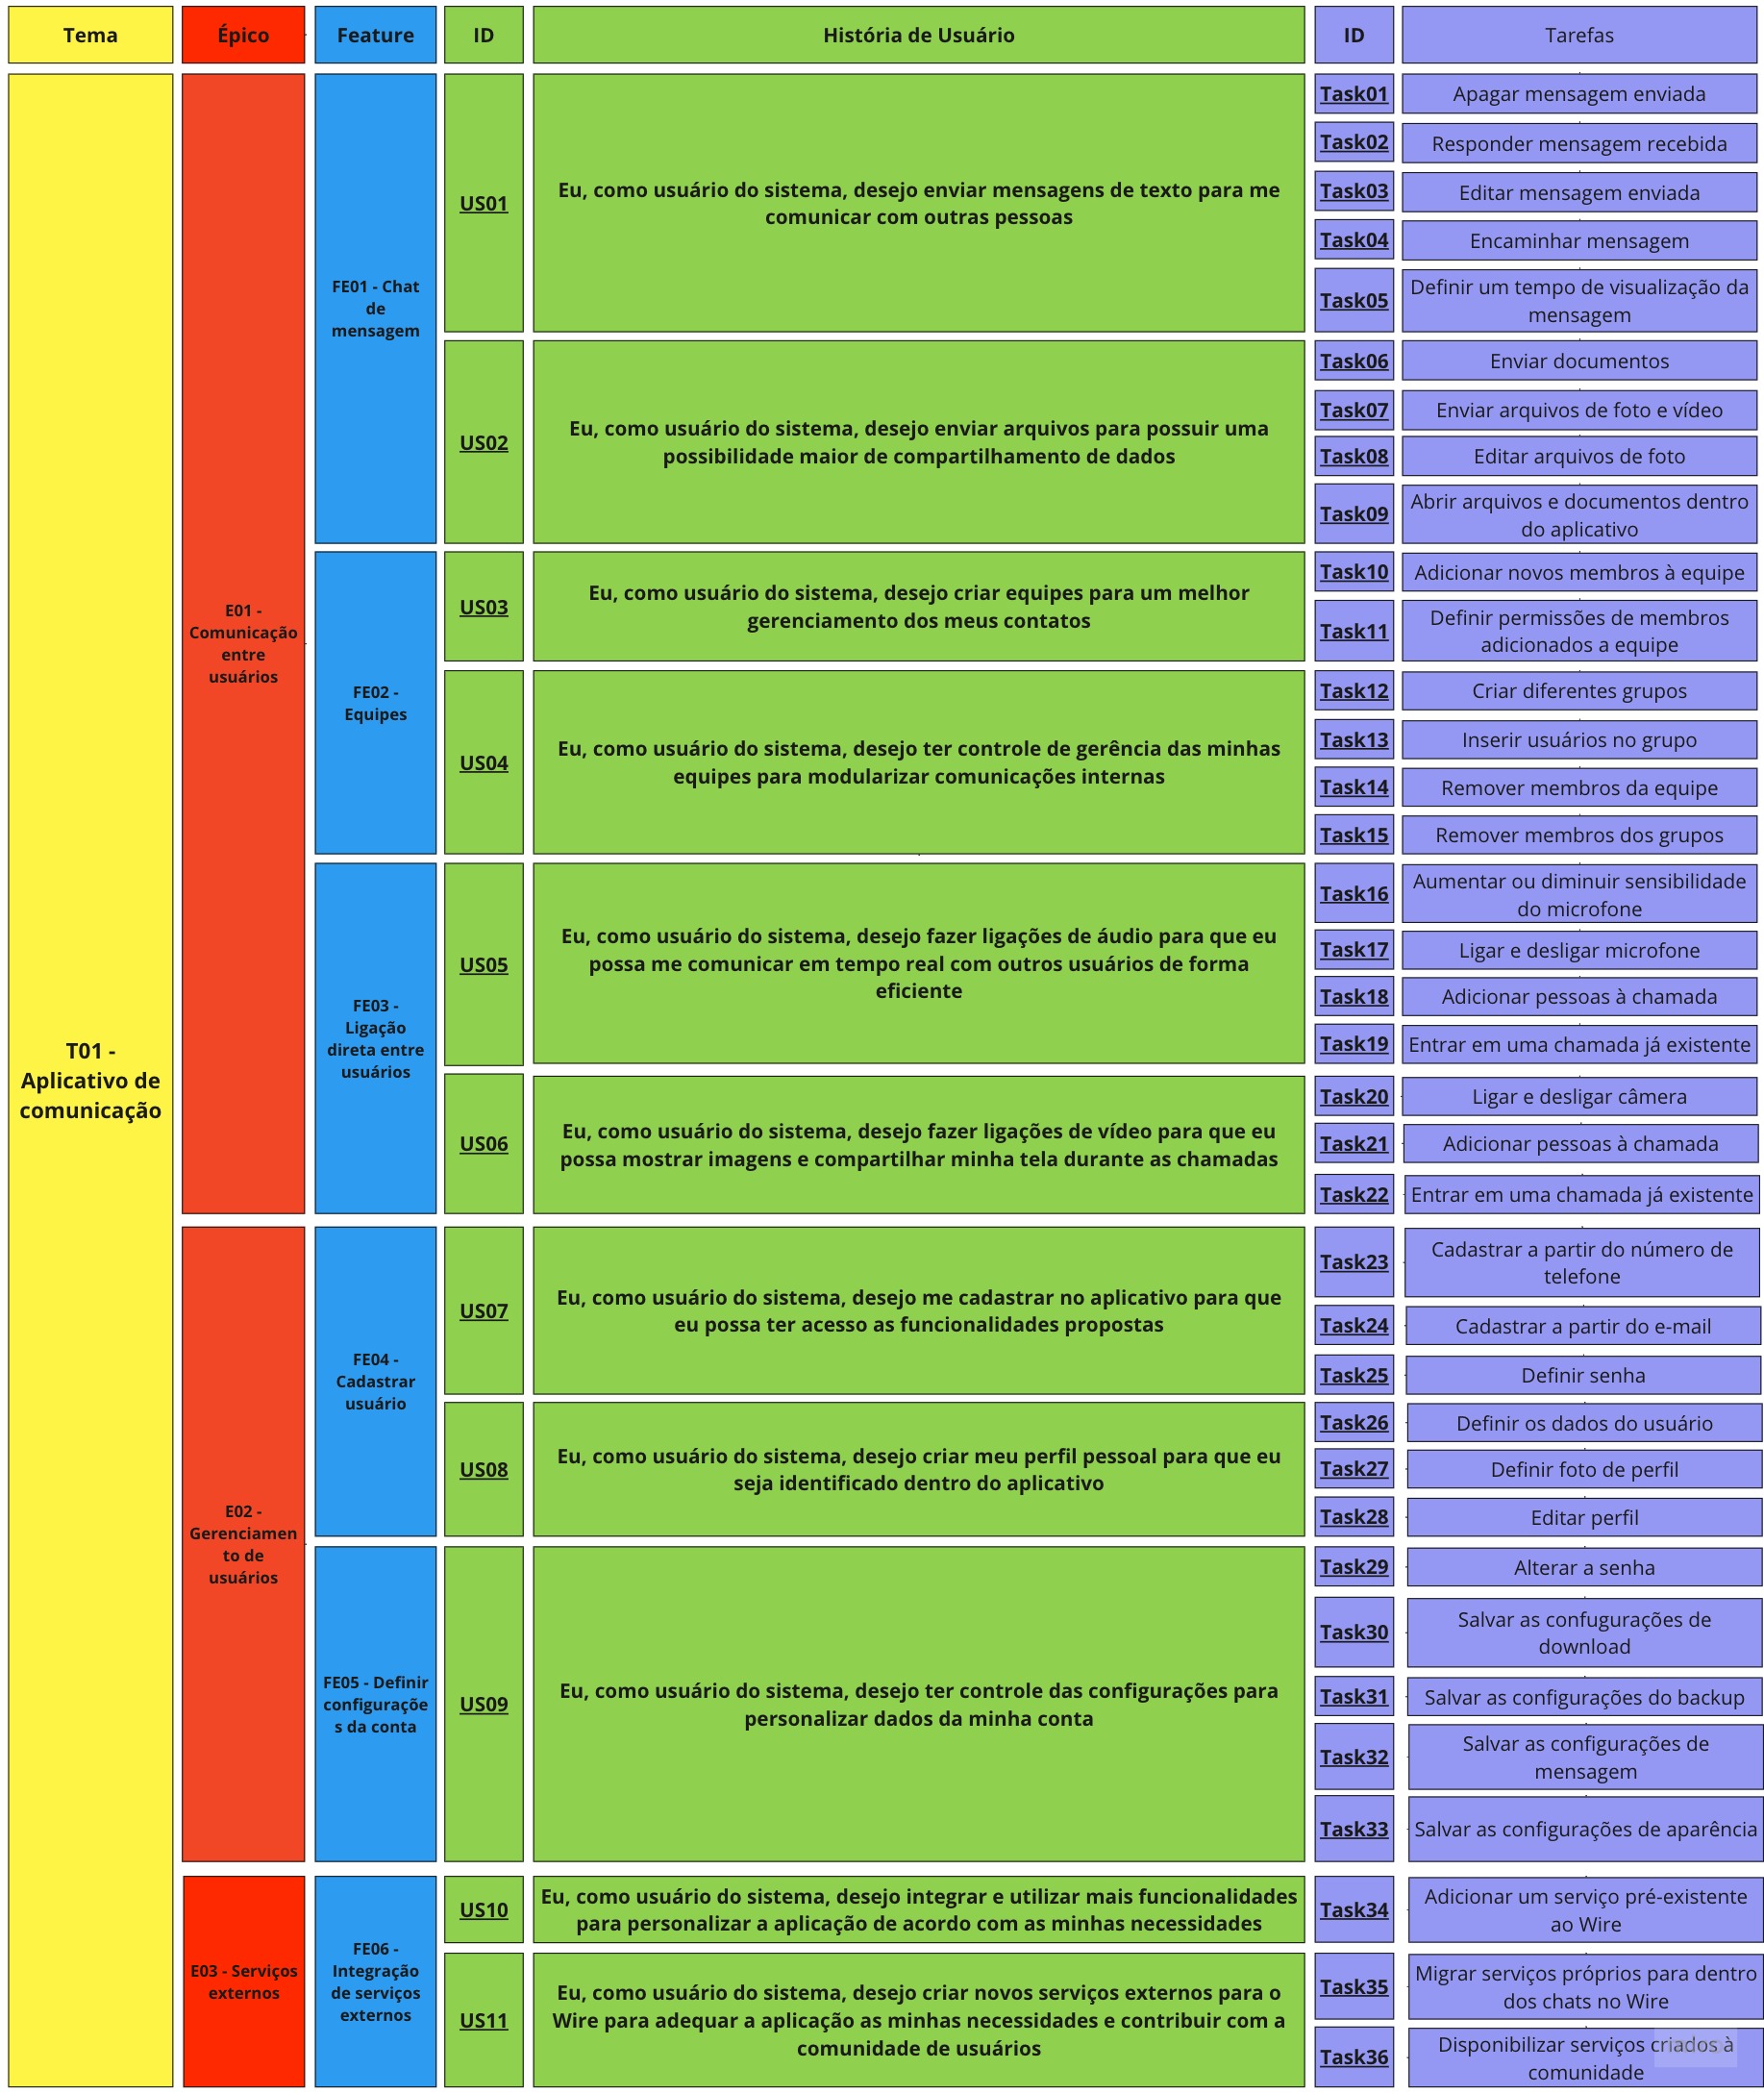 Tema
Épico
Feature
ID
História de Usuário
ID
Tarefas
T01 -
Aplicativo de
comunicação
E01 -
Comunicação
entre
usuários
FE01 - Chat
de
mensagem
US01
Eu, como usuário do sistema, desejo enviar mensagens de texto para me
comunicar com outras pessoas
Task01
Apagar mensagem enviada
Task02
Responder mensagem recebida
Task03
Editar mensagem enviada
Task04
Encaminhar mensagem
Task05
Definir um tempo de visualização da
mensagem
US02
Eu, como usuário do sistema, desejo enviar arquivos para possuir uma
possibilidade maior de compartilhamento de dados
Task06
Enviar documentos
Task07
Enviar arquivos de foto e vídeo
Task08
Editar arquivos de foto
Task09
Abrir arquivos e documentos dentro
do aplicativo
FE02 -
Equipes
US03
Eu, como usuário do sistema, desejo criar equipes para um melhor
gerenciamento dos meus contatos
Task10
Adicionar novos membros à equipe
Task11
Definir permissões de membros
adicionados a equipe
US04
Eu, como usuário do sistema, desejo ter controle de gerência das minhas
equipes para modularizar comunicações internas
Task12
Criar diferentes grupos
Task13
Inserir usuários no grupo
Task14
Remover membros da equipe
Task15
Remover membros dos grupos
FE03 -
Ligação
direta entre
usuários
US05
Eu, como usuário do sistema, desejo fazer ligações de áudio para que eu
possa me comunicar em tempo real com outros usuários de forma
eficiente
Task16
Aumentar ou diminuir sensibilidade
do microfone
Task17
Ligar e desligar microfone
Task18
Adicionar pessoas à chamada
Task19
Entrar em uma chamada já existente
US06
Eu, como usuário do sistema, desejo fazer ligações de vídeo para que eu
possa mostrar imagens e compartilhar minha tela durante as chamadas
Task20
Ligar e desligar câmera
Task21
Adicionar pessoas à chamada
Task22
Entrar em uma chamada já existente
E02 -
Gerenciamen
to de
usuários
FE04 -
Cadastrar
usuário
US07
Eu, como usuário do sistema, desejo me cadastrar no aplicativo para que
eu possa ter acesso as funcionalidades propostas
Task23
Cadastrar a partir do número de
telefone
Task24
Cadastrar a partir do e-mail
Task25
Definir senha
US08
Eu, como usuário do sistema, desejo criar meu perfil pessoal para que eu
seja identificado dentro do aplicativo
Task26
Definir os dados do usuário
Task27
Definir foto de perfil
Task28
Editar perfil
FE05 - Definir
configuraçõe
s da conta
US09
Eu, como usuário do sistema, desejo ter controle das configurações para
personalizar dados da minha conta
Task29
Alterar a senha
Task30
Salvar as confugurações de
download
Task31
Salvar as configurações do backup
Task32
Salvar as configurações de
mensagem
Task33
Salvar as configurações de aparência
E03 - Serviços
externos
FE06 -
Integração
de serviços
externos
US10
Eu, como usuário do sistema, desejo integrar e utilizar mais funcionalidades
para personalizar a aplicação de acordo com as minhas necessidades
Task34
Adicionar um serviço pré-existente
ao Wire
US11
Eu, como usuário do sistema, desejo criar novos serviços externos para o
Wire para adequar a aplicação as minhas necessidades e contribuir com a
comunidade de usuários
Task35
Migrar serviços próprios para dentro
dos chats no Wire
Task36
Disponibilizar serviços criados à
comunidade